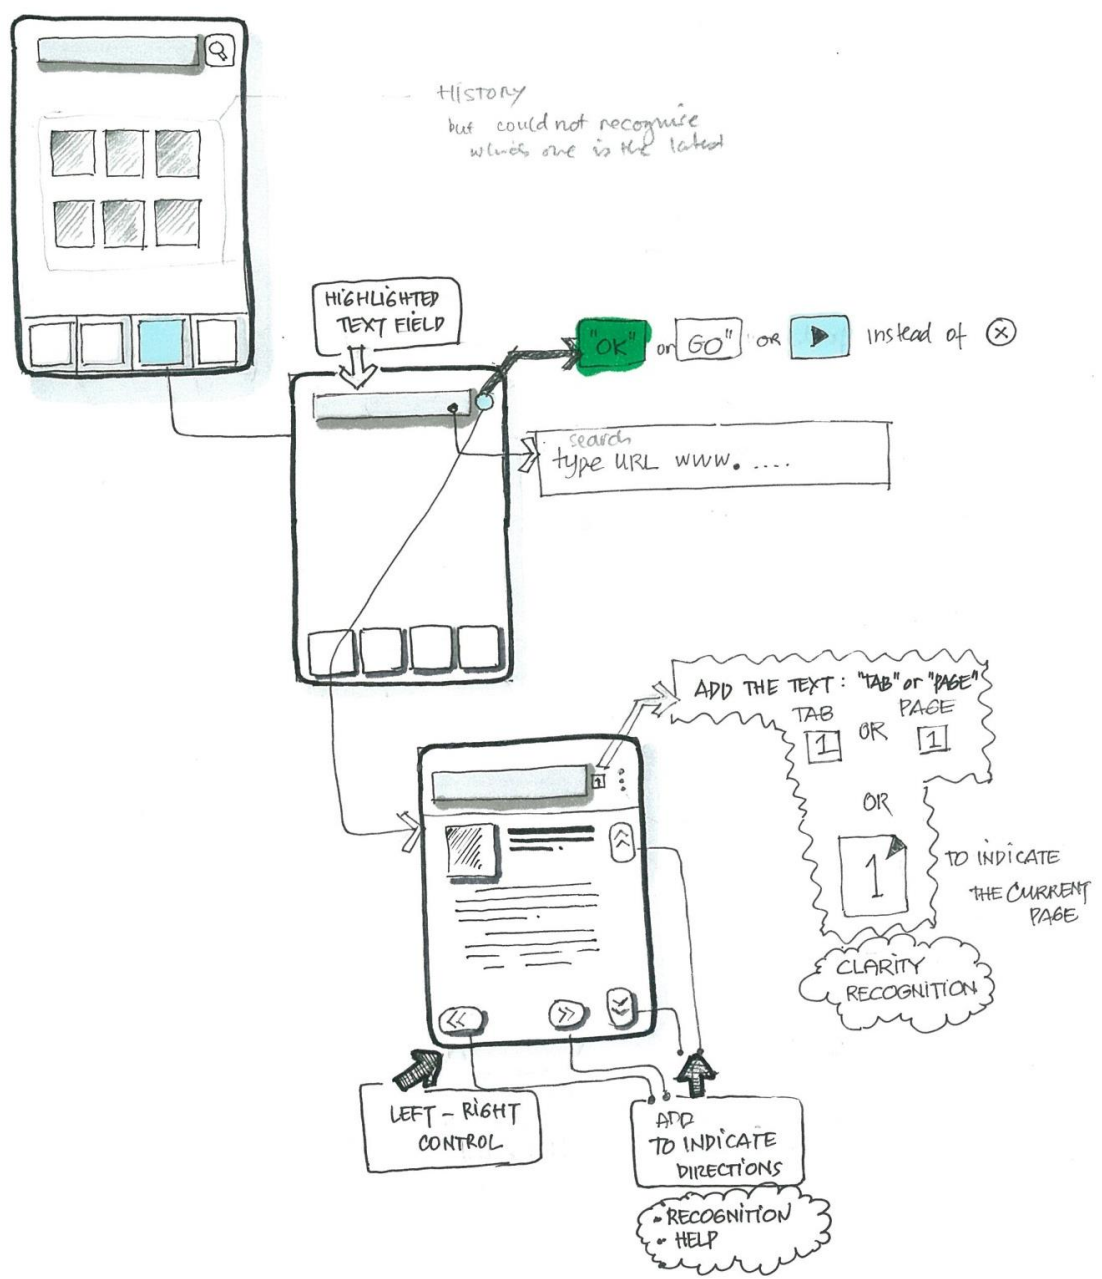 HISTORY
but could not recognise
which one is the latest
HIGHLIGHTED
TEXT FIELD
"OK" or GO" OR instead of
search
type URL www. ....
ADD THE TEXT: "TAB" or "PAGE"
TAB PAGE
1 OR 1
OR
1
TO INDICATE
THE CURRENT
PAGE
CLARITY
RECOGNITION
1
LEFT - RIGHT
CONTROL
ADD
TO INDICATE
DIRECTIONS
• RECOGNITION
• HELP